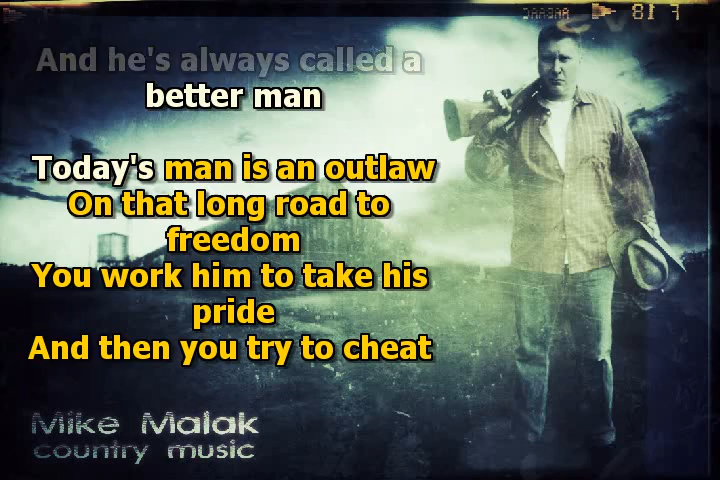 And he's always called a
better man
Today's man is an outlaw
On that long road to
freedom
You work him to take his
pride
And then you try to cheat
Mike Malak
country music